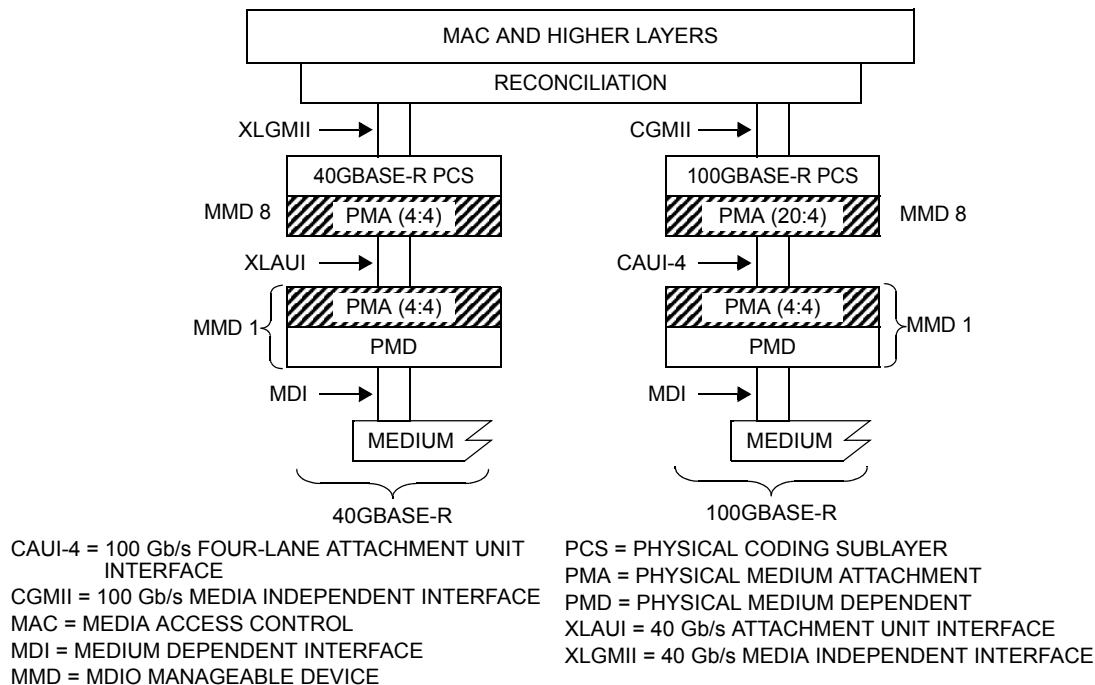 MAC AND HIGHER LAYERS
RECONCILIATION
XLGMII
CGMII
40GBASE-R PCS
100GBASE-R PCS
MMD 8
PMA (4:4)
PMA (20:4)
MMD 8
XLAUI
CAUI-4
PMA (4:4)
PMA (4:4)
MMD 1
MMD 1
PMD
PMD
MDI
MDI
MEDIUM
MEDIUM
40GBASE-R
100GBASE-R
CAUI-4 = 100 Gb/s FOUR-LANE ATTACHMENT UNIT
INTERFACE
CGMII = 100 Gb/s MEDIA INDEPENDENT INTERFACE
MAC = MEDIA ACCESS CONTROL
MDI = MEDIUM DEPENDENT INTERFACE
MMD = MDIO MANAGEABLE DEVICE
PCS = PHYSICAL CODING SUBLAYER
PMA = PHYSICAL MEDIUM ATTACHMENT
PMD = PHYSICAL MEDIUM DEPENDENT
XLAUI = 40 Gb/s ATTACHMENT UNIT INTERFACE
XLGMII = 40 Gb/s MEDIA INDEPENDENT INTERFACE